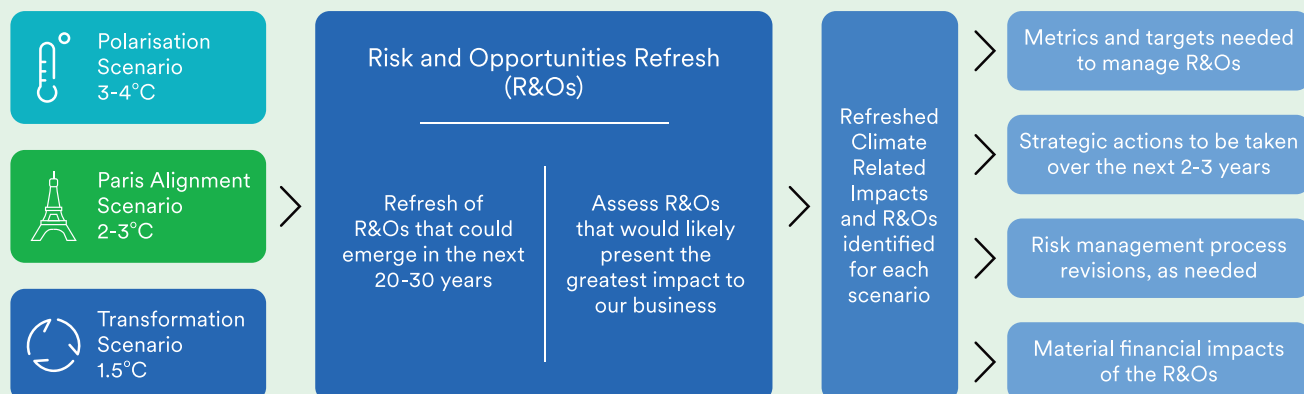 Polarisation
Scenario
3-4°C
Paris Alignment
Scenario
2-3°C
Transformation
Scenario
1.5°C
Risk and Opportunities Refresh
(R&Os)
Refresh of
R&Os that could
emerge in the next
20-30 years
Assess R&Os
that would likely
present the
greatest impact to
our business
Refreshed
Climate
Related
Impacts
and R&Os
identified
for each
scenario
Metrics and targets needed
to manage R&Os
Strategic actions to be taken
over the next 2-3 years
Risk management process
revisions, as needed
Material financial impacts
of the R&Os